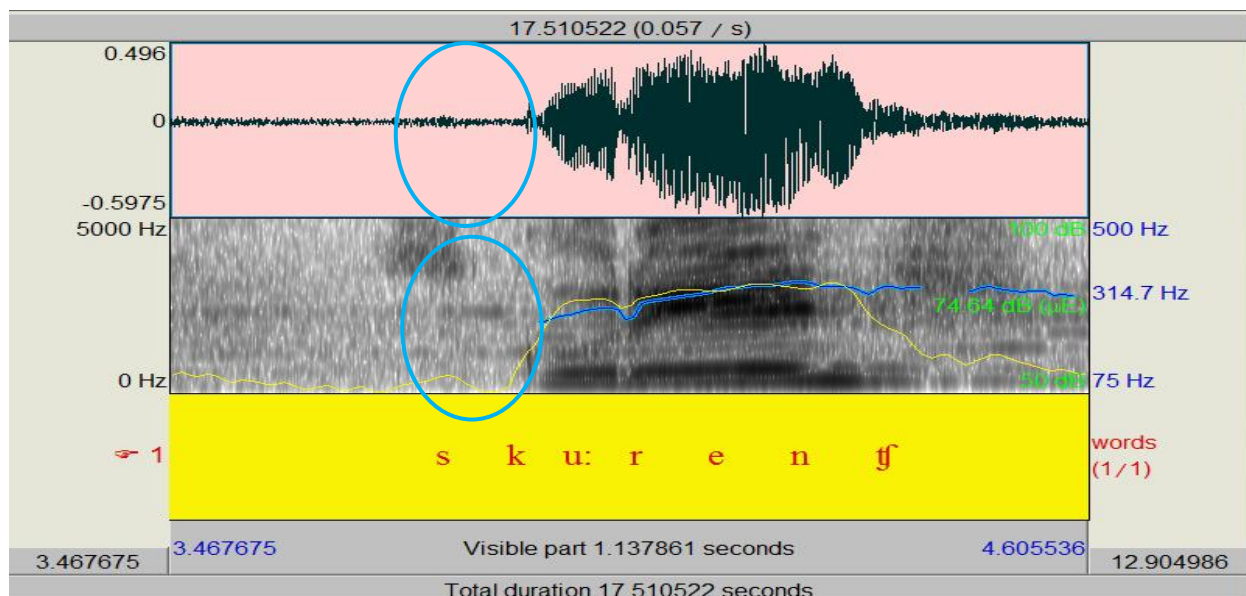 17.510522 (0.057 / s)
0.496
0
-0.5975
5000 Hz
100 dB 500 Hz
74.64 dB (µE) 314.7 Hz
0 Hz
50 dB 75 Hz
☞ 1 s k u: r e n ʧ words
(1/1)
3.467675 Visible part 1.137861 seconds 4.605536
3.467675 12.904986
Total duration 17.510522 seconds